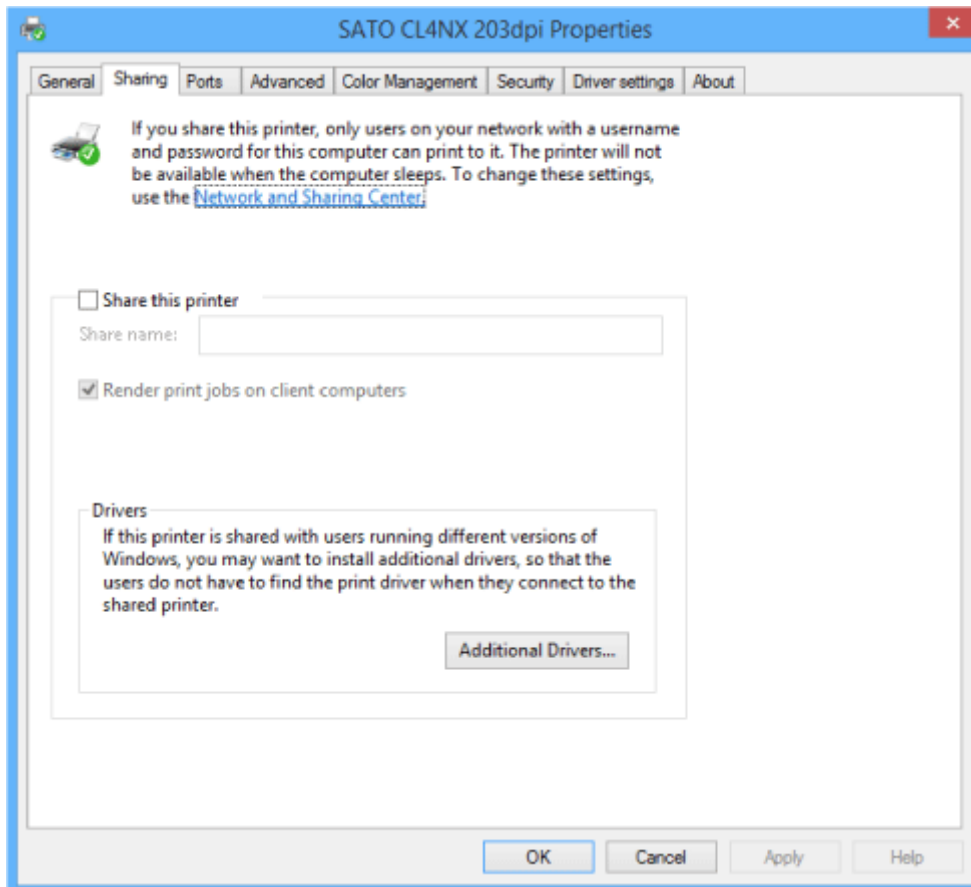 SATO CL4NX 203dpi Properties
General Sharing Ports Advanced Color Management Security Driver settings About
If you share this printer, only users on your network with a username
and password for this computer can print to it. The printer will not
be available when the computer sleeps. To change these settings,
use the Network and Sharing Center.
Share this printer
Share name:
Render print jobs on client computers
Drivers
If this printer is shared with users running different versions of
Windows, you may want to install additional drivers, so that the
users do not have to find the print driver when they connect to the
shared printer.
Additional Drivers...
OK Cancel Apply Help